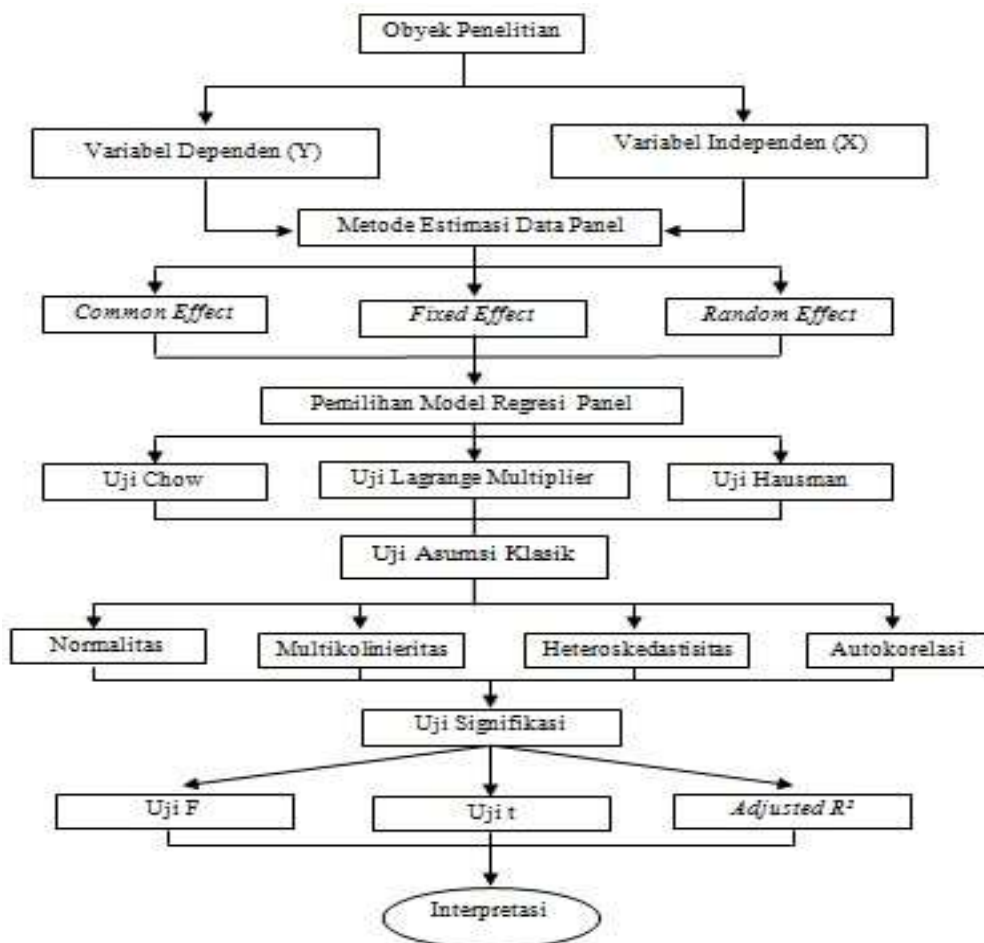 Obyek Penelitian
Variabel Dependen (Y)
Variabel Independen (X)
Metode Estimasi Data Panel
Common Effect
Fixed Effect
Random Effect
Pemilihan Model Regresi Panel
Uji Chow
Uji Lagrange Multiplier
Uji Hausman
Uji Asumsi Klasik
Normalitas
Multikolinieritas
Heteroskedastisitas
Autokorelasi
Uji Signifikasi
Uji F
Uji t
Adjusted R²
Interpretasi